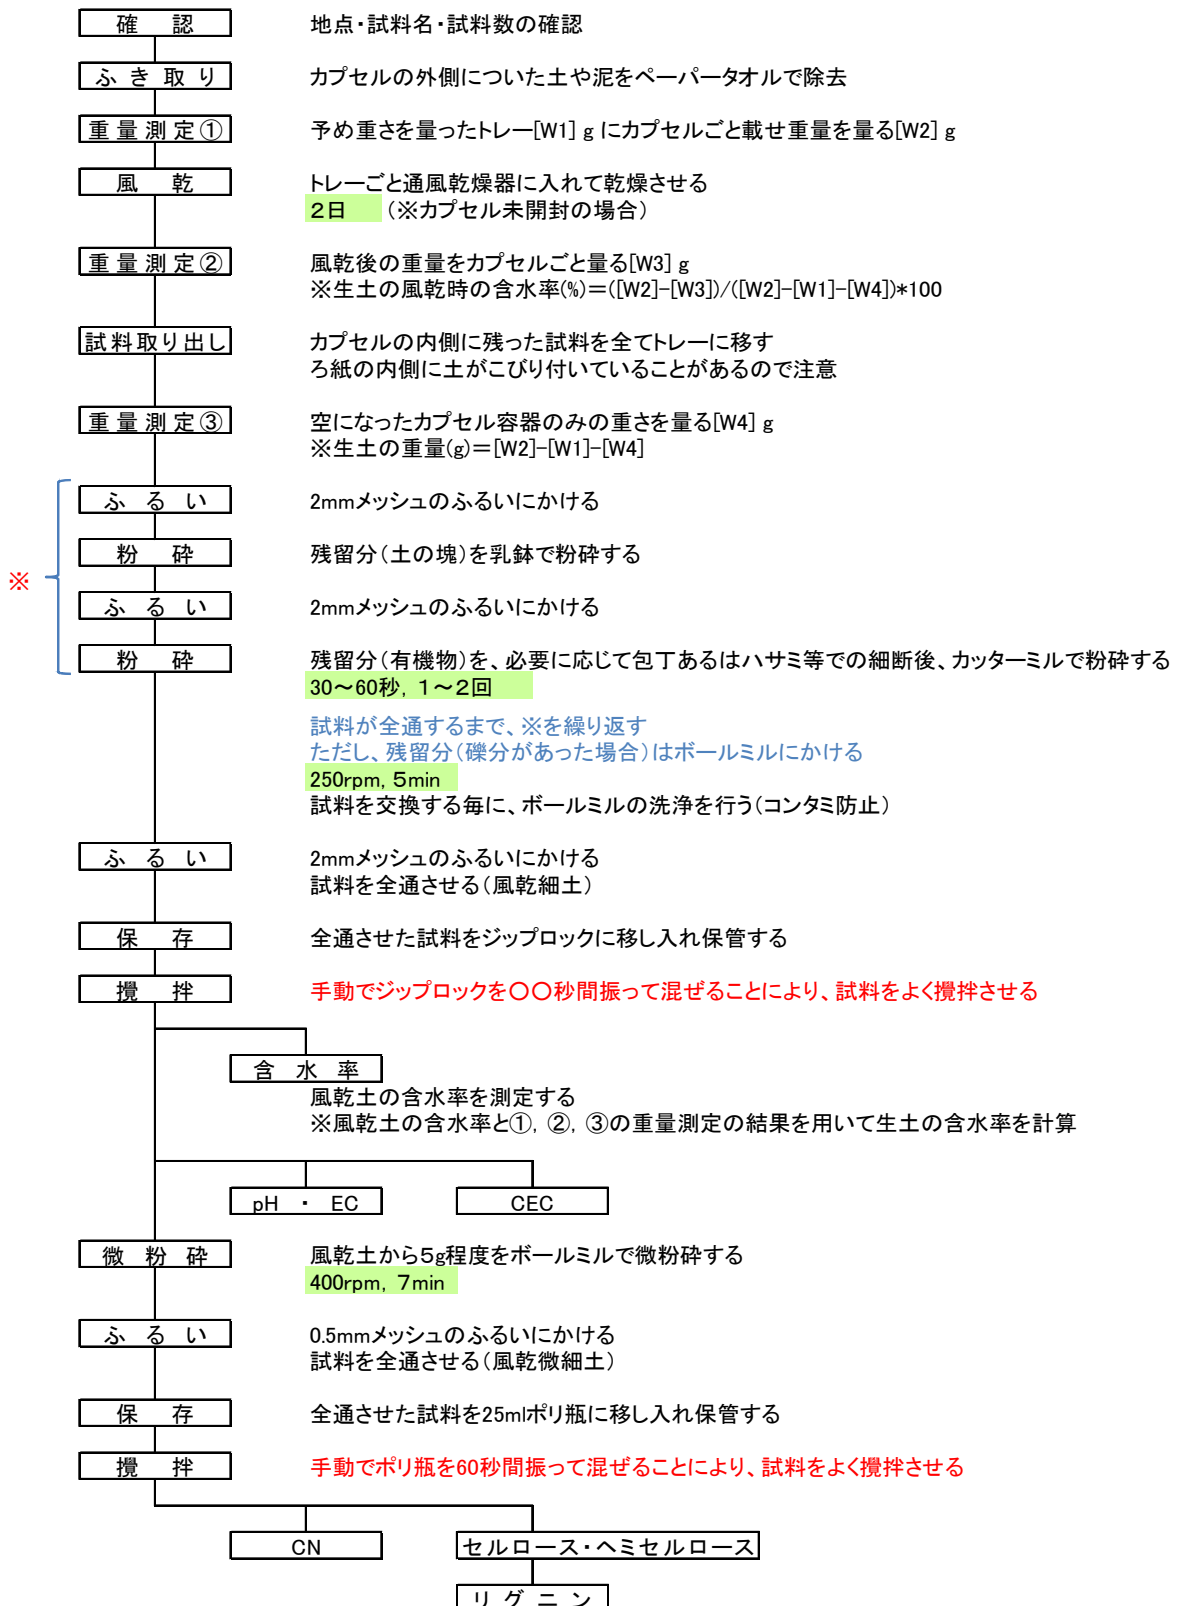 確　認　地点・試料名・試料数の確認
ふ き 取 り　カプセルの外側についた土や泥をペーパータオルで除去
重 量 測 定 ①　予め重さを量ったトレー[W1] g にカプセルごと載せ重量を量る[W2] g
風　乾　トレーごと通風乾燥器に入れて乾燥させる
２日　（※カプセル未開封の場合）
重 量 測 定 ②　風乾後の重量をカプセルごと量る[W3] g
※生土の風乾時の含水率(%)＝([W2]-[W3])/([W2]-[W1]-[W4])*100
試料取り出し　カプセルの内側に残った試料を全てトレーに移す
ろ紙の内側に土がこびり付いていることがあるので注意
重 量 測 定 ③　空になったカプセル容器のみの重さを量る[W4] g
※生土の重量(g)＝[W2]-[W1]-[W4]
ふ る い　2mmメッシュのふるいにかける
粉　砕　残留分（土の塊）を乳鉢で粉砕する
※
ふ る い　2mmメッシュのふるいにかける
粉　砕　残留分（有機物）を、必要に応じて包丁あるはハサミ等での細断後、カッターミルで粉砕する
30～60秒, １～２回
試料が全通するまで、※を繰り返す
ただし、残留分（礫分があった場合）はボールミルにかける
250rpm, ５min
試料を交換する毎に、ボールミルの洗浄を行う（コンタミ防止）
ふ る い　2mmメッシュのふるいにかける
試料を全通させる（風乾細土）
保　存　全通させた試料をジップロックに移し入れ保管する
攪　拌　手動でジップロックを〇〇秒間振って混ぜることにより、試料をよく攪拌させる
含 水 率
風乾土の含水率を測定する
※風乾土の含水率と①, ②, ③の重量測定の結果を用いて生土の含水率を計算
pH ・ EC　CEC
微 粉 砕　風乾土から５g程度をボールミルで微粉砕する
400rpm, ７min
ふ る い　0.5mmメッシュのふるいにかける
試料を全通させる（風乾微細土）
保　存　全通させた試料を25mlポリ瓶に移し入れ保管する
攪　拌　手動でポリ瓶を60秒間振って混ぜることにより、試料をよく攪拌させる
CN　セルロース・ヘミセルロース
リ グ ニ ン